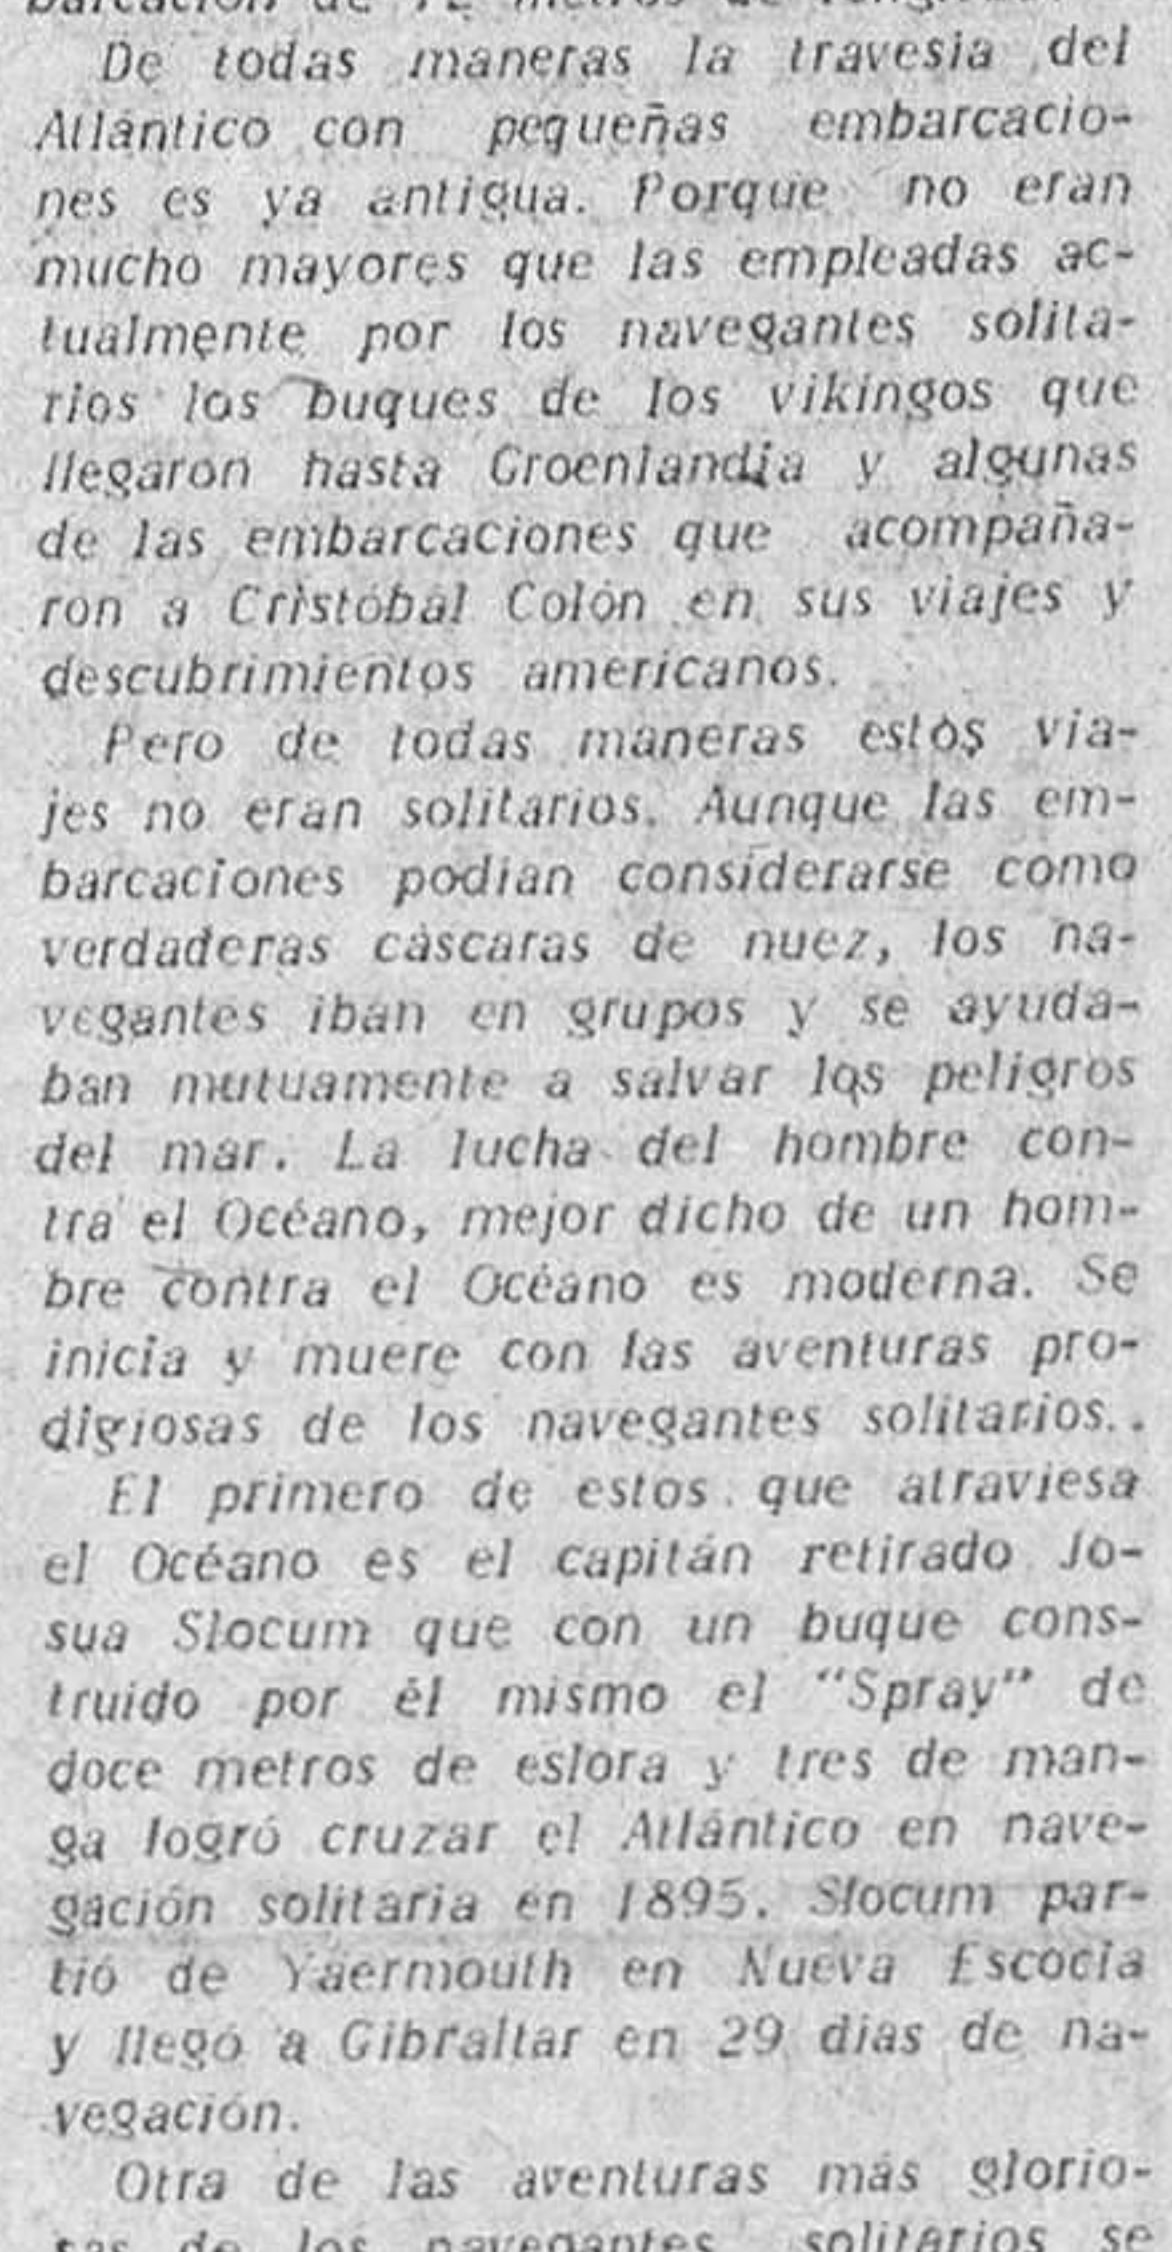 De todas maneras la travesia del
Atlántico con pequeñas embarcacio-
nes es ya antigua. Porque no eran
mucho mayores que las empleadas ac-
tualmente por los navegantes solita-
rios los buques de los vikingos que
llegaron hasta Groenlandia y algunas
de las embarcaciones que acompaña-
ron a Cristóbal Colón en sus viajes y
descubrimientos americanos.
Pero de todas maneras estos via-
jes no eran solitarios. Aunque las em-
barcaciones podian considerarse como
verdaderas cáscaras de nuez, los na-
vegantes iban en grupos y se ayuda-
ban mutuamente a salvar los peligros
del mar. La lucha del hombre con-
tra el Océano, mejor dicho de un hom-
bre contra el Océano es moderna. Se
inicia y muere con las aventuras pro-
digiosas de los navegantes solitarios..
El primero de estos que atraviesa
el Océano es el capitán retirado Jo-
sua Slocum que con un buque cons-
truido por él mismo el "Spray" de
doce metros de eslora y tres de man-
ga logró cruzar el Atlántico en nave-
gación solitaria en 1895. Slocum par-
tió de Yaermouth en Nueva Escocia
y llegó a Gibraltar en 29 dias de na-
vegación.
Otra de las aventuras más glorio-
sas de los navegantes solitarios se